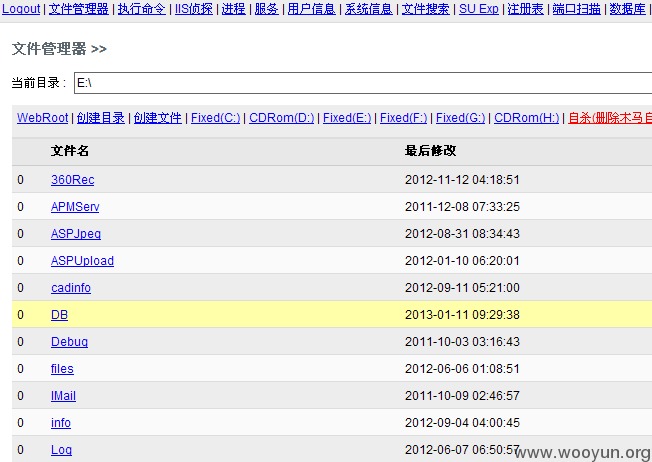 Logout | 文件管理器 | 执行命令 | IIS侦探 | 进程 | 服务 | 用户信息 | 系统信息 | 文件搜索 | SU Exp | 注册表 | 端口扫描 | 数据库 |
文件管理器 >>
当前目录 : E:\
WebRoot | 创建目录 | 创建文件 | Fixed(C:) | CDRom(D:) | Fixed(E:) | Fixed(F:) | Fixed(G:) | CDRom(H:) | 自杀(删除木马自
文件名 最后修改
0 360Rec 2012-11-12 04:18:51
0 APMServ 2011-12-08 07:33:25
0 ASPJpeg 2012-08-31 08:34:43
0 ASPUpload 2012-01-10 06:20:01
0 cadinfo 2012-09-11 05:21:00
0 DB 2013-01-11 09:29:38
0 Debug 2011-10-03 03:16:43
0 files 2012-06-06 01:08:51
0 IMail 2011-10-09 02:46:57
0 info 2012-09-04 04:00:45
0 Log 2012-06-07 06:50:57
www.wooyun.org